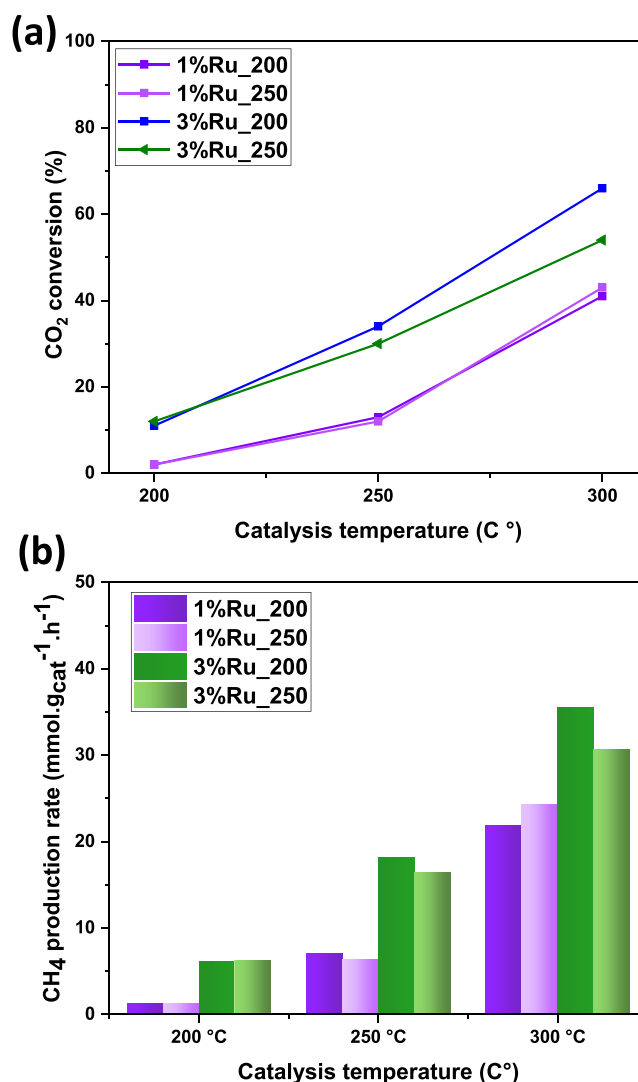 (a)
100
80
60
40
20
0
CO₂ conversion (%)
1%Ru_200
1%Ru_250
3%Ru_200
3%Ru_250
200 250 300
Catalysis temperature (C °)
(b)
50
40
30
20
10
0
CH₄ production rate (mmol.g_cat⁻¹.h⁻¹)
1%Ru_200
1%Ru_250
3%Ru_200
3%Ru_250
200 °C 250 °C 300 °C
Catalysis temperature (C°)